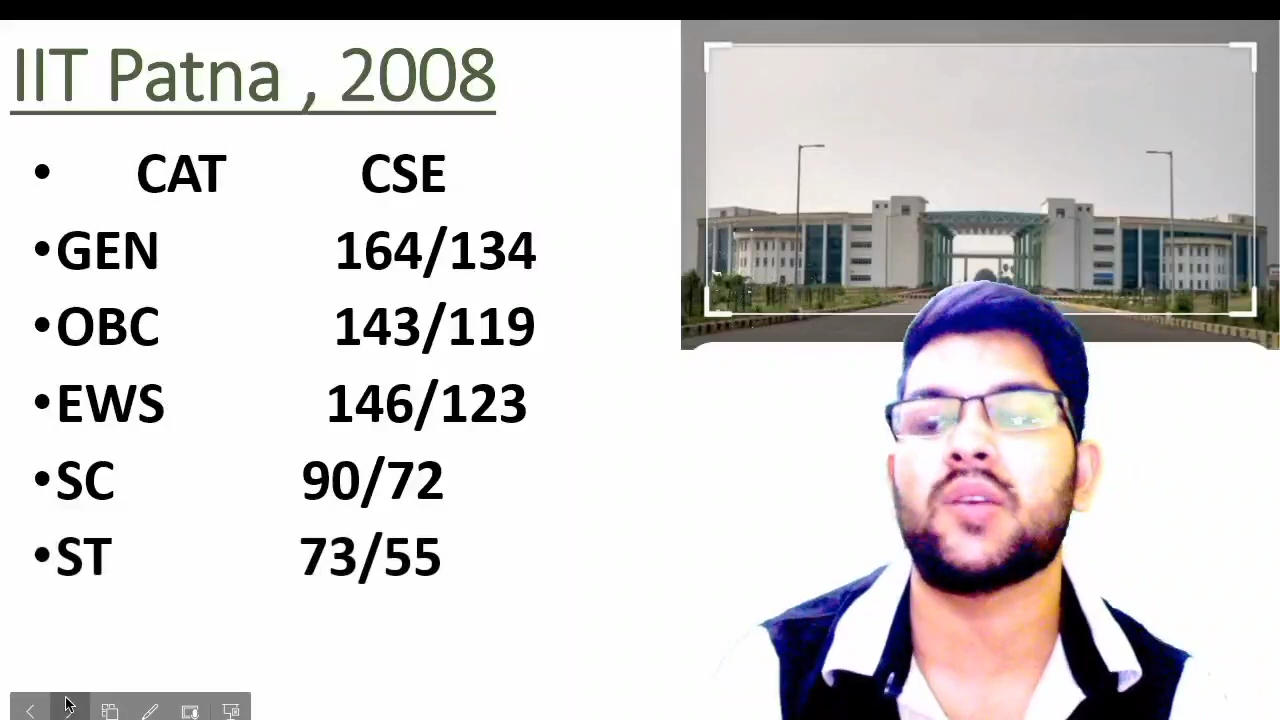 IIT Patna , 2008
• CAT CSE
•GEN 164/134
•OBC 143/119
•EWS 146/123
•SC 90/72
•ST 73/55